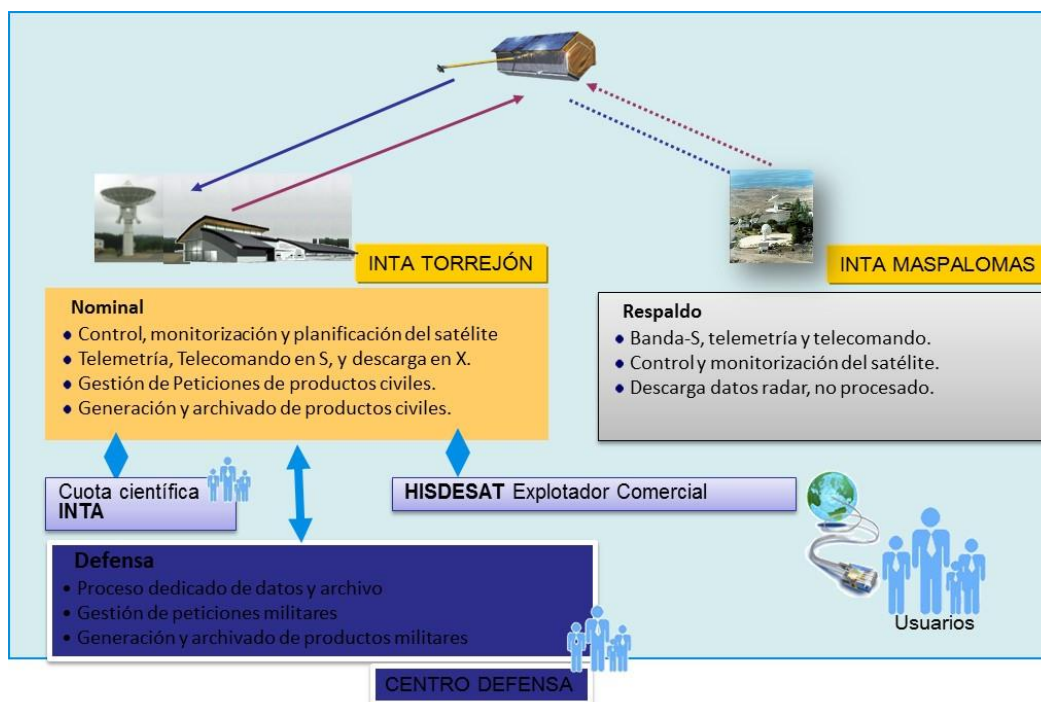 INTA TORREJÓN
INTA MASPALOMAS
Nominal
• Control, monitorización y planificación del satélite
• Telemetría, Telecomando en S, y descarga en X.
• Gestión de Peticiones de productos civiles.
• Generación y archivado de productos civiles.
Respaldo
• Banda-S, telemetría y telecomando.
• Control y monitorización del satélite.
• Descarga datos radar, no procesado.
Cuota científica
INTA
HISDESAT Explotador Comercial
Defensa
• Proceso dedicado de datos y archivo
• Gestión de peticiones militares
• Generación y archivado de productos militares
Usuarios
CENTRO DEFENSA